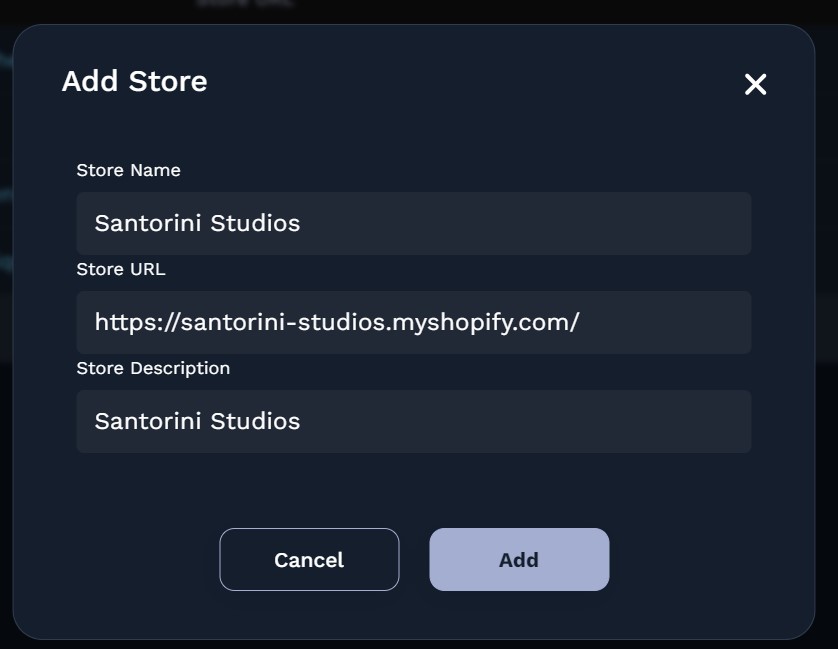 Add Store
Store Name
Santorini Studios
Store URL
https://santorini-studios.myshopify.com/
Store Description
Santorini Studios
Cancel
Add